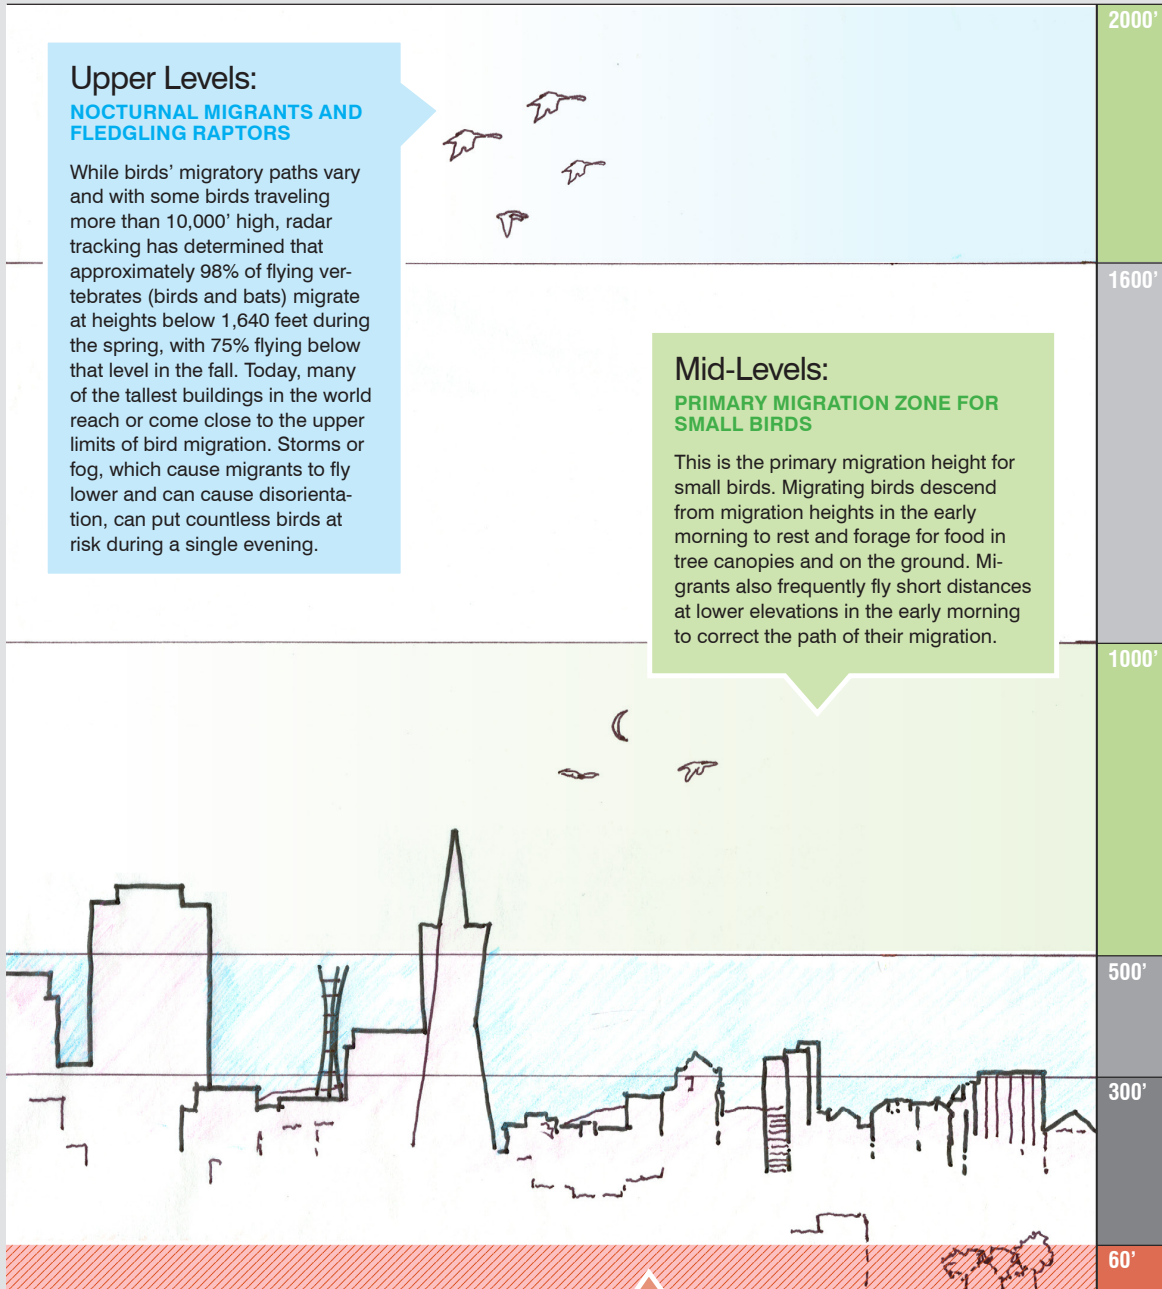 2000'
Upper Levels:
NOCTURNAL MIGRANTS AND
FLEDGLING RAPTORS
While birds’ migratory paths vary
and with some birds traveling
more than 10,000’ high, radar
tracking has determined that
approximately 98% of flying ver-
tebrates (birds and bats) migrate
at heights below 1,640 feet during
the spring, with 75% flying below
that level in the fall. Today, many
of the tallest buildings in the world
reach or come close to the upper
limits of bird migration. Storms or
fog, which cause migrants to fly
lower and can cause disorienta-
tion, can put countless birds at
risk during a single evening.
1600'
Mid-Levels:
PRIMARY MIGRATION ZONE FOR
SMALL BIRDS
This is the primary migration height for
small birds. Migrating birds descend
from migration heights in the early
morning to rest and forage for food in
tree canopies and on the ground. Mi-
grants also frequently fly short distances
at lower elevations in the early morning
to correct the path of their migration.
1000'
500'
300'
60'